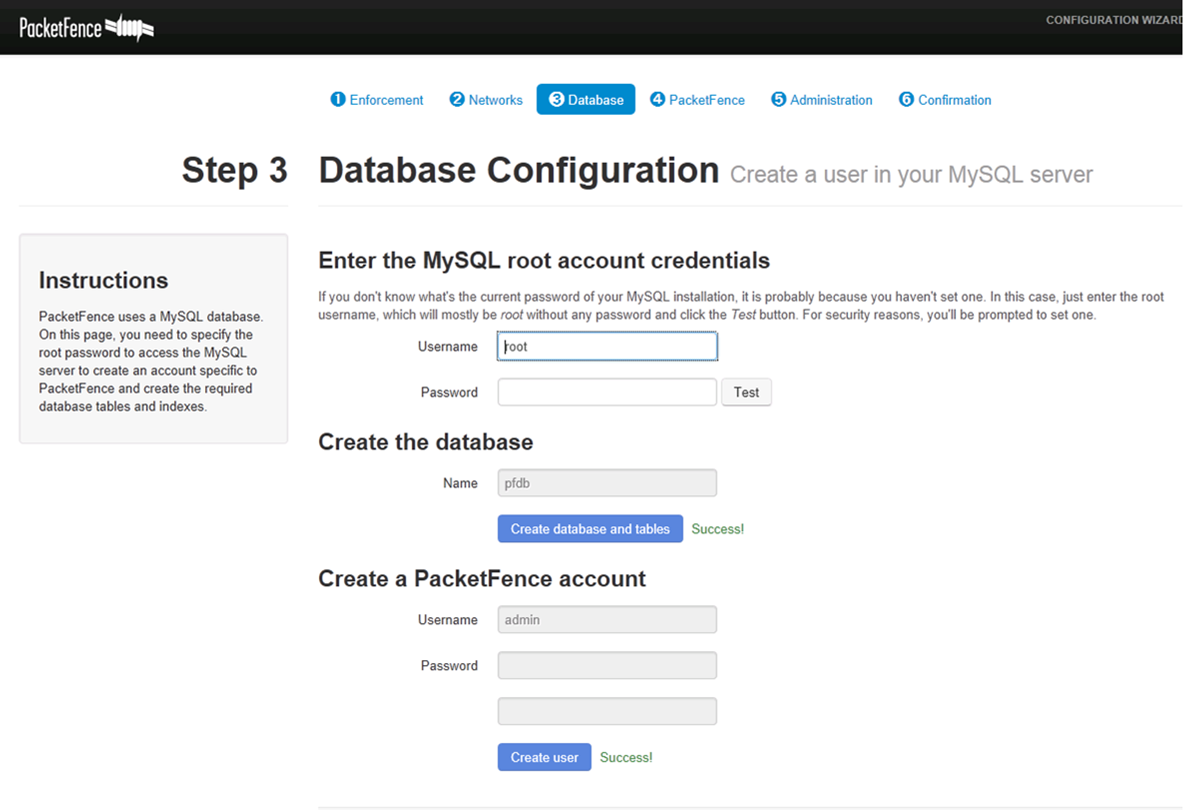 PacketFence
CONFIGURATION WIZARD
1 Enforcement
2 Networks
3 Database
4 PacketFence
5 Administration
6 Confirmation
Step 3
Database Configuration Create a user in your MySQL server
Instructions
PacketFence uses a MySQL database.
On this page, you need to specify the
root password to access the MySQL
server to create an account specific to
PacketFence and create the required
database tables and indexes.
Enter the MySQL root account credentials
If you don't know what's the current password of your MySQL installation, it is probably because you haven't set one. In this case, just enter the root
username, which will mostly be root without any password and click the Test button. For security reasons, you'll be prompted to set one.
Username root
Password Test
Create the database
Name pfdb
Create database and tables Success!
Create a PacketFence account
Username admin
Password
Create user Success!